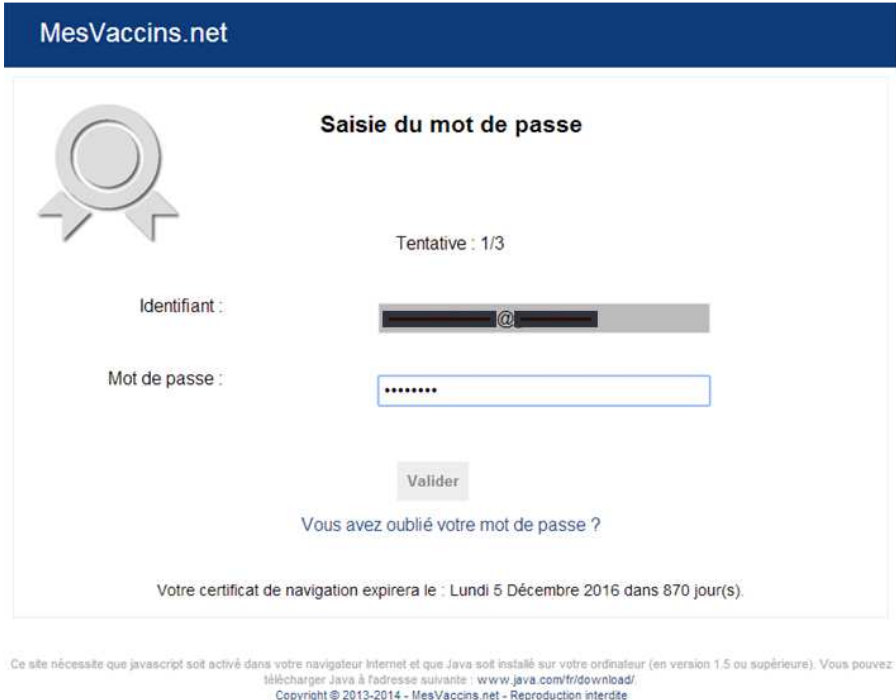 MesVaccins.net
Saisie du mot de passe
Tentative : 1/3
Identifiant :
@
Mot de passe :
••••••••
Valider
Vous avez oublié votre mot de passe ?
Votre certificat de navigation expirera le : Lundi 5 Décembre 2016 dans 870 jour(s).
Ce site nécessite que javascript soit activé dans votre navigateur Internet et que Java soit installé sur votre ordinateur (en version 1.5 ou supérieure). Vous pouvez
télécharger Java à l'adresse suivante : www.java.com/fr/download/.
Copyright © 2013-2014 - MesVaccins.net - Reproduction interdite